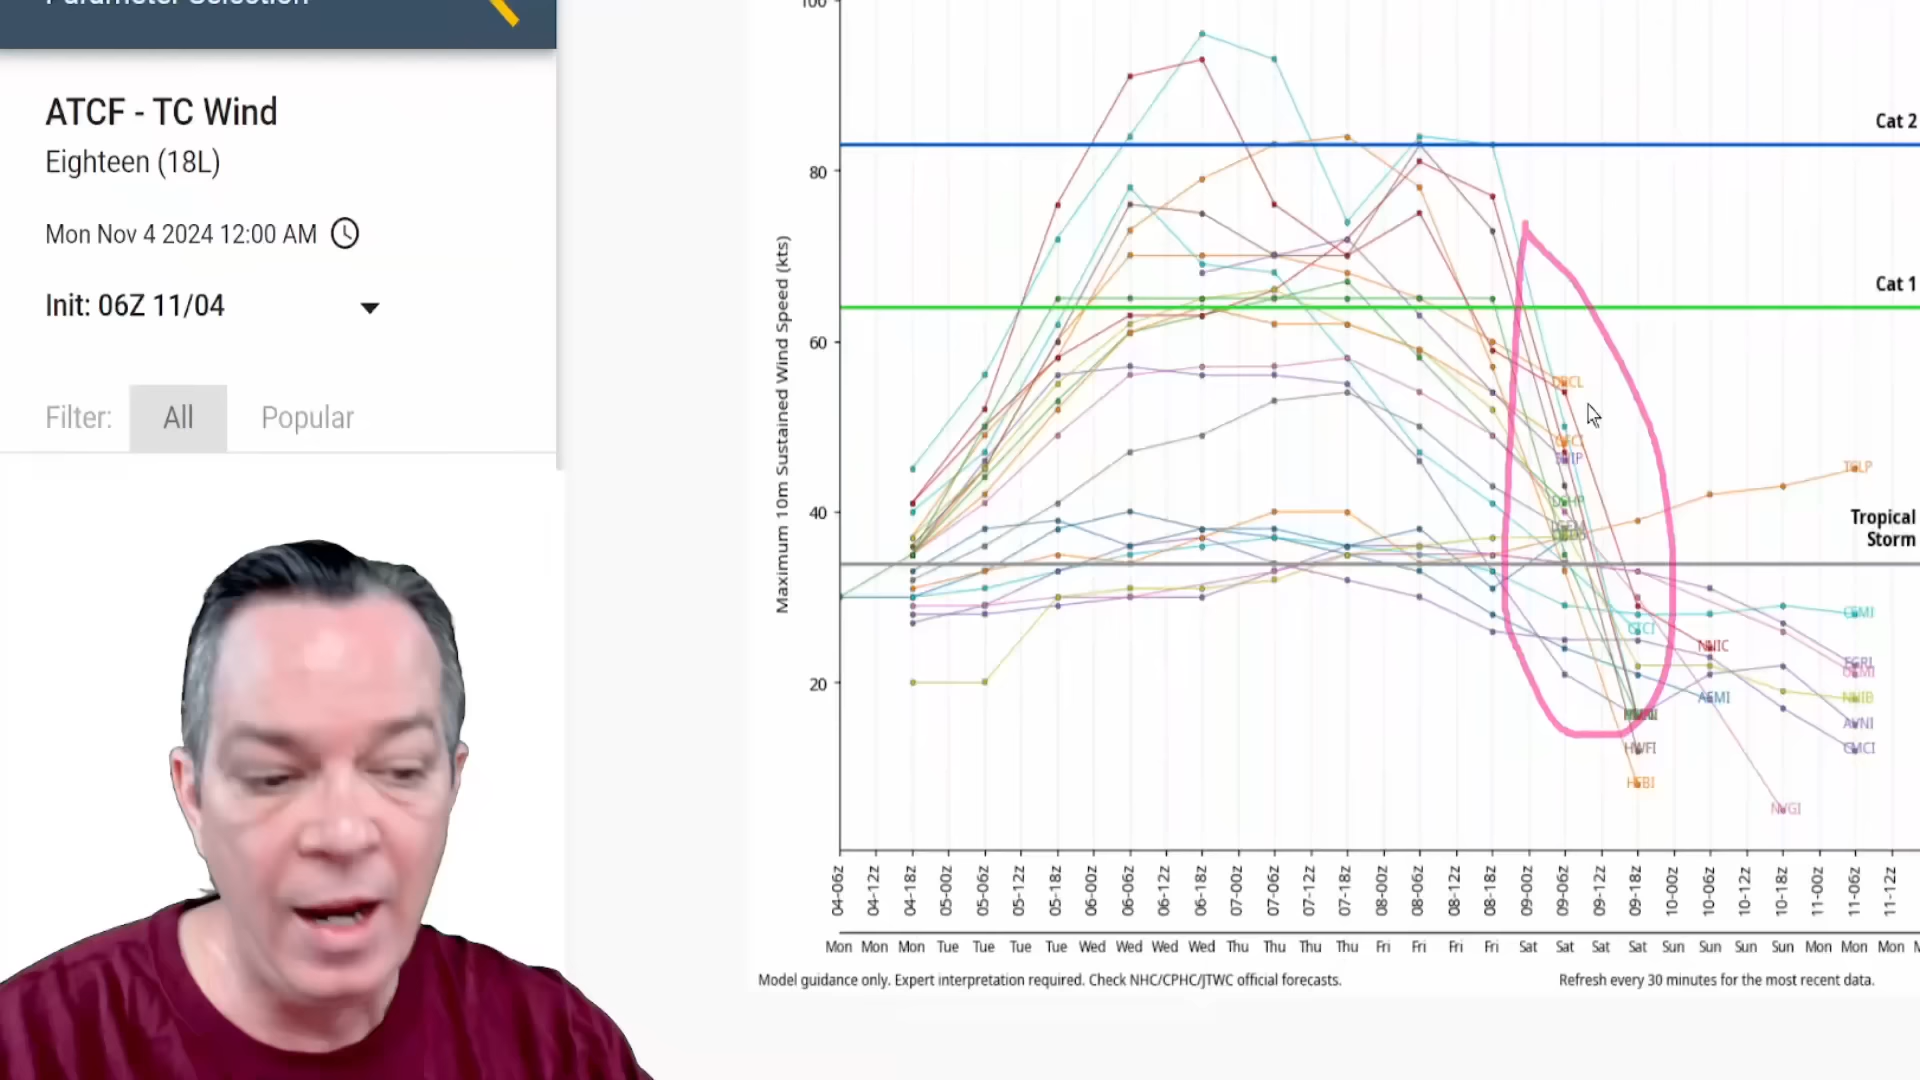 Parameter Selection
ATCF - TC Wind
Eighteen (18L)
Mon Nov 4 2024 12:00 AM
Init: 06Z 11/04
Filter:
All
Popular
Maximum 10m Sustained Wind Speed (kts)
100
80
60
40
20
Cat 2
Cat 1
Tropical
Storm
TCLP
CEMI
CTCI
NNIC
AEMI
NNIB
AVNI
CMCI
HWFI
HFBI
NVGI
04-06Z 04-12Z 04-18Z 05-00Z 05-06Z 05-12Z 05-18Z 06-00Z 06-06Z 06-12Z 06-18Z 07-00Z 07-06Z 07-12Z 07-18Z 08-00Z 08-06Z 08-12Z 08-18Z 09-00Z 09-06Z 09-12Z 09-18Z 10-00Z 10-06Z 10-12Z 10-18Z 11-00Z 11-06Z 11-12Z
Mon Mon Mon Tue Tue Tue Tue Wed Wed Wed Wed Thu Thu Thu Thu Fri Fri Fri Fri Sat Sat Sat Sat Sun Sun Sun Sun Mon Mon Mon
Model guidance only. Expert interpretation required. Check NHC/CPHC/JTWC official forecasts.
Refresh every 30 minutes for the most recent data.